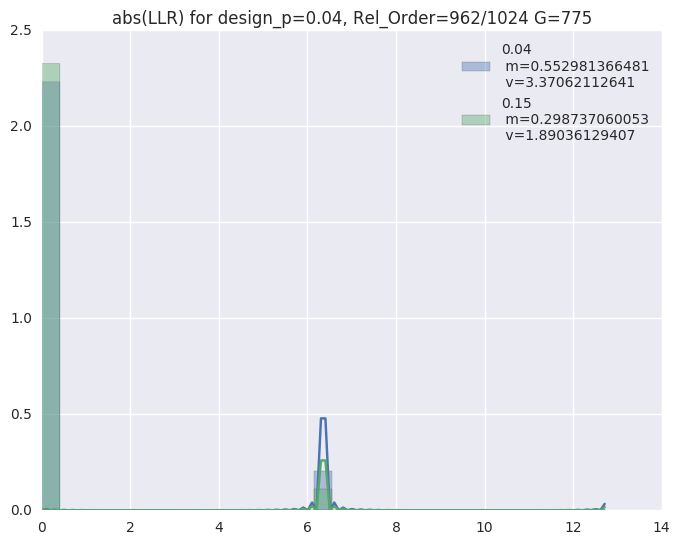 abs(LLR) for design_p=0.04, Rel_Order=962/1024 G=775
0.04
m=0.552981366481
v=3.37062112641
0.15
m=0.298737060053
v=1.89036129407
2.5
2.0
1.5
1.0
0.5
0.0
0 2 4 6 8 10 12 14